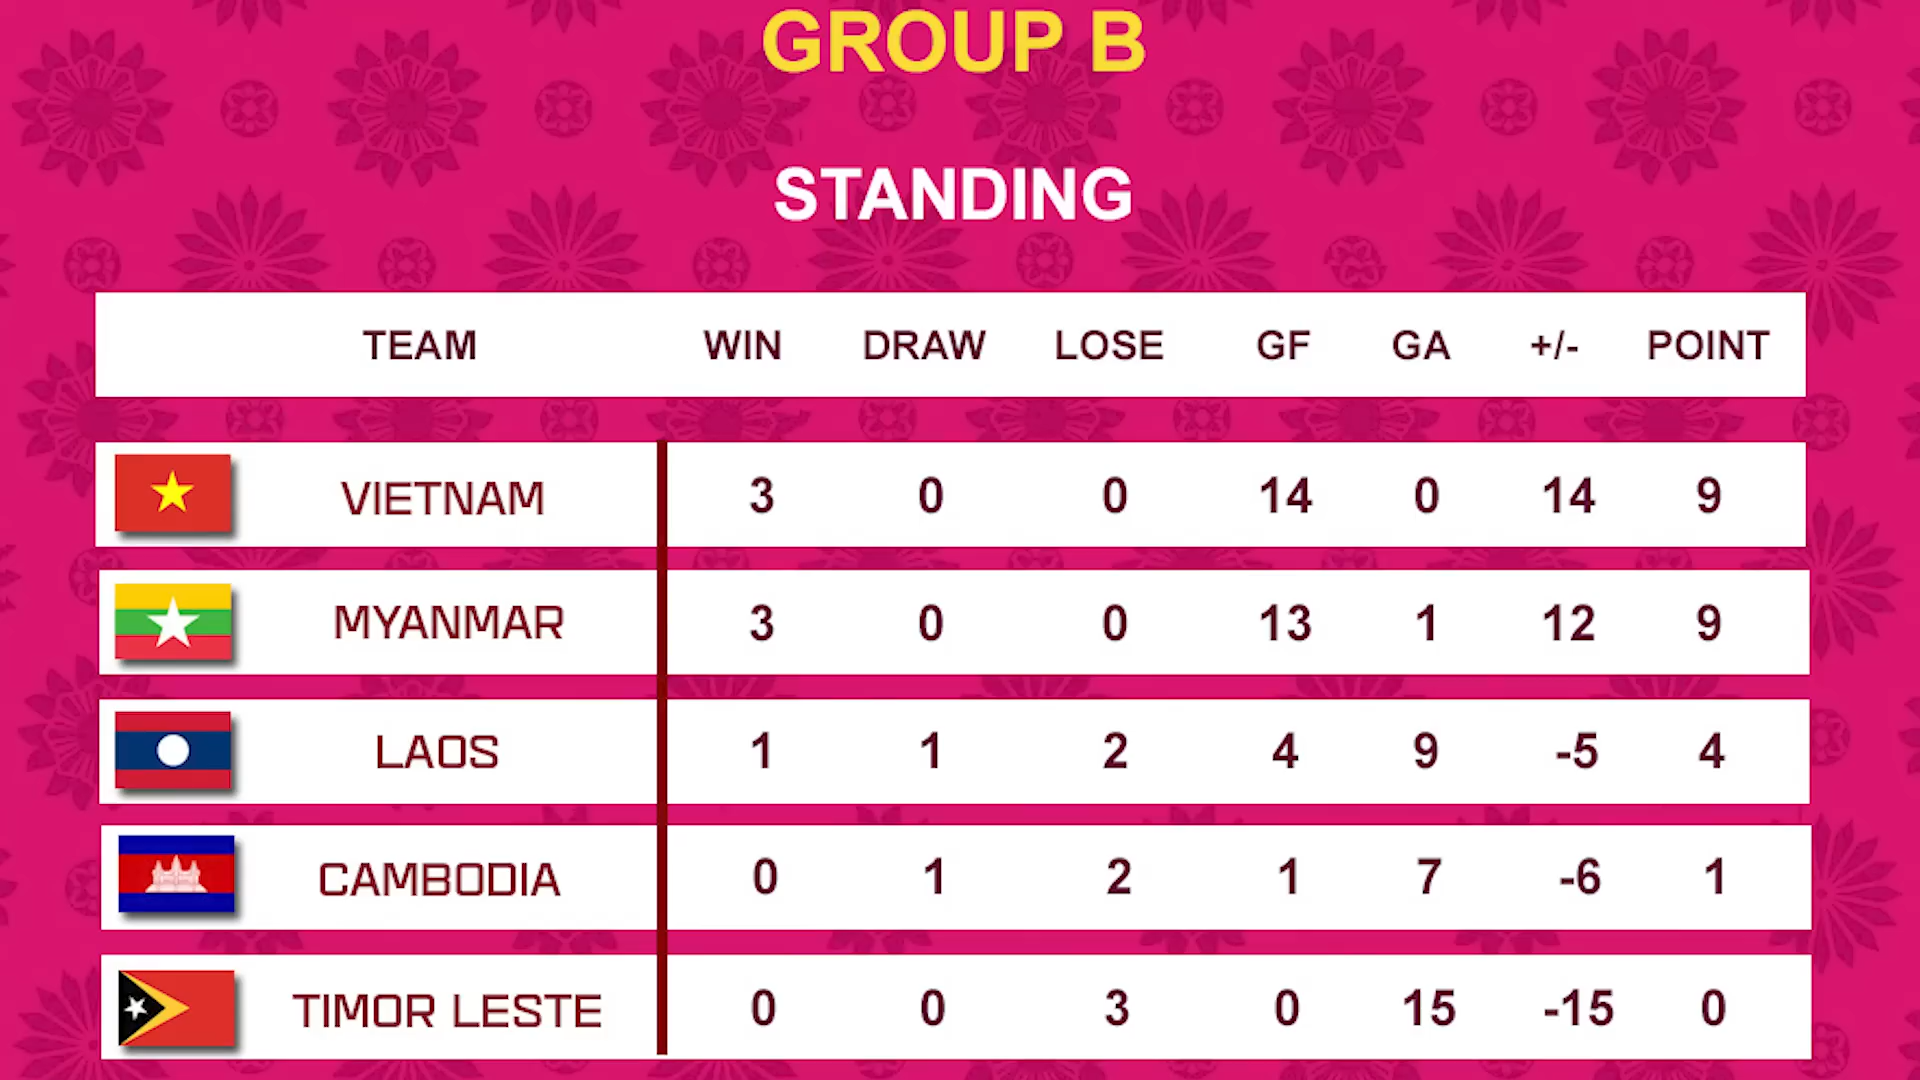 GROUP B
STANDING
TEAM WIN DRAW LOSE GF GA +/- POINT
VIETNAM 3 0 0 14 0 14 9
MYANMAR 3 0 0 13 1 12 9
LAOS 1 1 2 4 9 -5 4
CAMBODIA 0 1 2 1 7 -6 1
TIMOR LESTE 0 0 3 0 15 -15 0